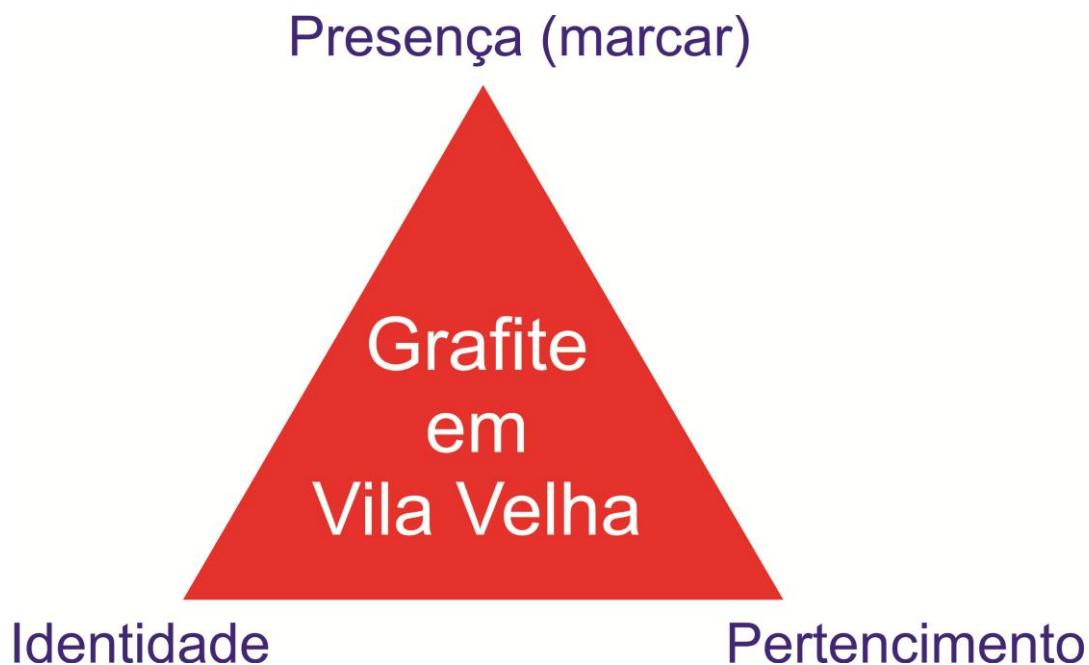 Presença (marcar)
Grafite
em
Vila Velha
Identidade
Pertencimento